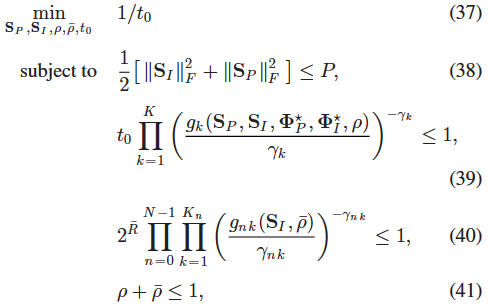 min_{S_P, S_I, ρ, ρ̄, t_0} 1/t_0 (37)
subject to 1/2 [ ‖S_I‖_F^2 + ‖S_P‖_F^2 ] ≤ P, (38)
t_0 ∏_{k=1}^{K} ( g_k(S_P, S_I, Φ_P^⋆, Φ_I^⋆, ρ) / γ_k )^{-γ_k} ≤ 1,
(39)
2^{R̄} ∏_{n=0}^{N-1} ∏_{k=1}^{K_n} ( g_{nk}(S_I, ρ̄) / γ_{nk} )^{-γ_{nk}} ≤ 1, (40)
ρ + ρ̄ ≤ 1, (41)